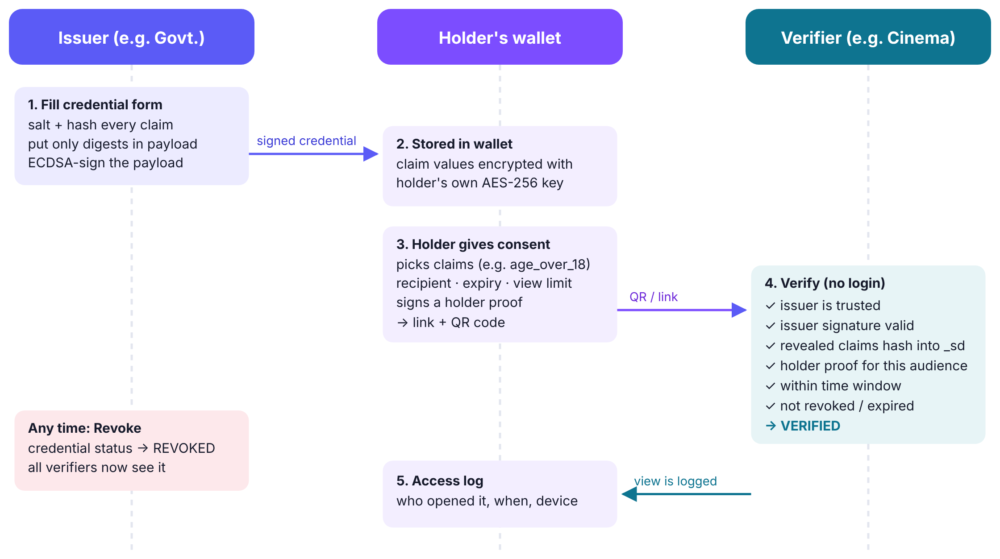 Issuer (e.g. Govt.)
Holder's wallet
Verifier (e.g. Cinema)
1. Fill credential form
salt + hash every claim
put only digests in payload
ECDSA-sign the payload
signed credential
2. Stored in wallet
claim values encrypted with
holder's own AES-256 key
3. Holder gives consent
picks claims (e.g. age_over_18)
recipient · expiry · view limit
signs a holder proof
→ link + QR code
QR / link
4. Verify (no login)
✓ issuer is trusted
✓ issuer signature valid
✓ revealed claims hash into _sd
✓ holder proof for this audience
✓ within time window
✓ not revoked / expired
→ VERIFIED
Any time: Revoke
credential status → REVOKED
all verifiers now see it
5. Access log
who opened it, when, device
view is logged